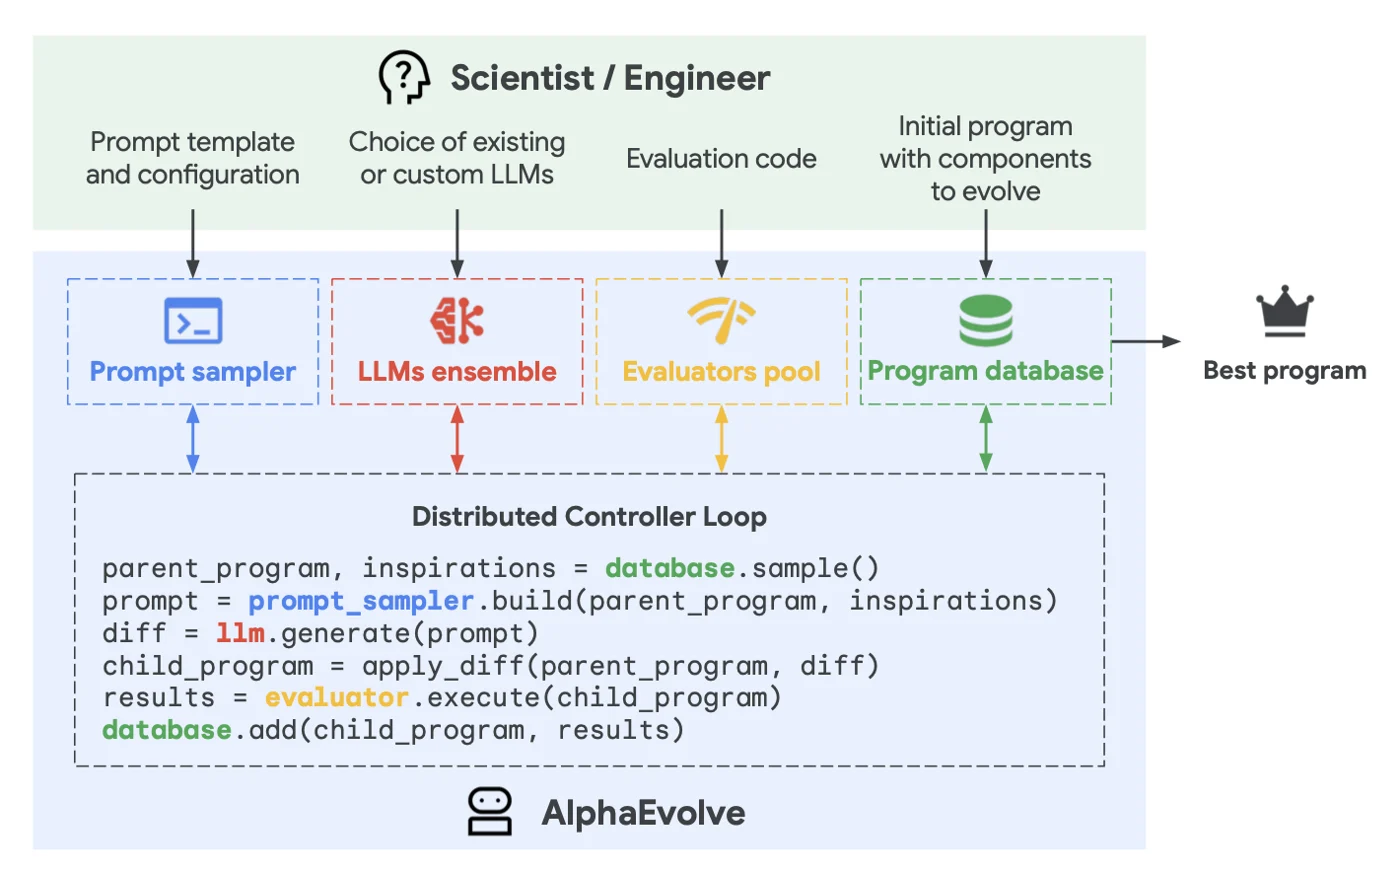 Scientist / Engineer
Prompt template
and configuration
Choice of existing
or custom LLMs
Evaluation code
Initial program
with components
to evolve
Prompt sampler
LLMs ensemble
Evaluators pool
Program database
Best program
Distributed Controller Loop
parent_program, inspirations = database.sample()
prompt = prompt_sampler.build(parent_program, inspirations)
diff = llm.generate(prompt)
child_program = apply_diff(parent_program, diff)
results = evaluator.execute(child_program)
database.add(child_program, results)
AlphaEvolve